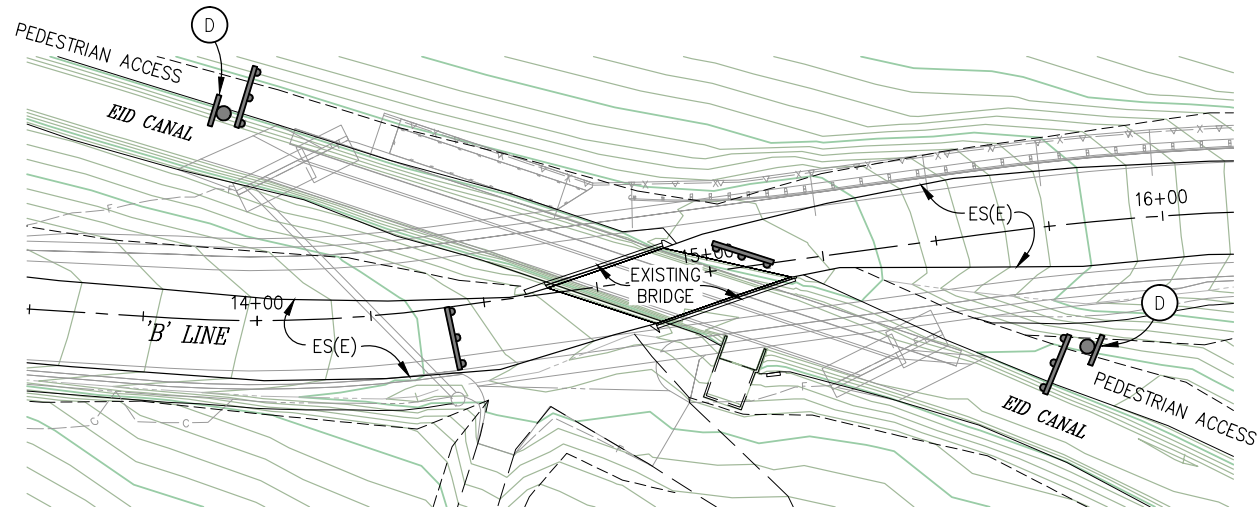 D
PEDESTRIAN ACCESS
EID CANAL
16+00
ES(E)
15+00
EXISTING
BRIDGE
14+00
'B' LINE
ES(E)
D
PEDESTRIAN ACCESS
EID CANAL